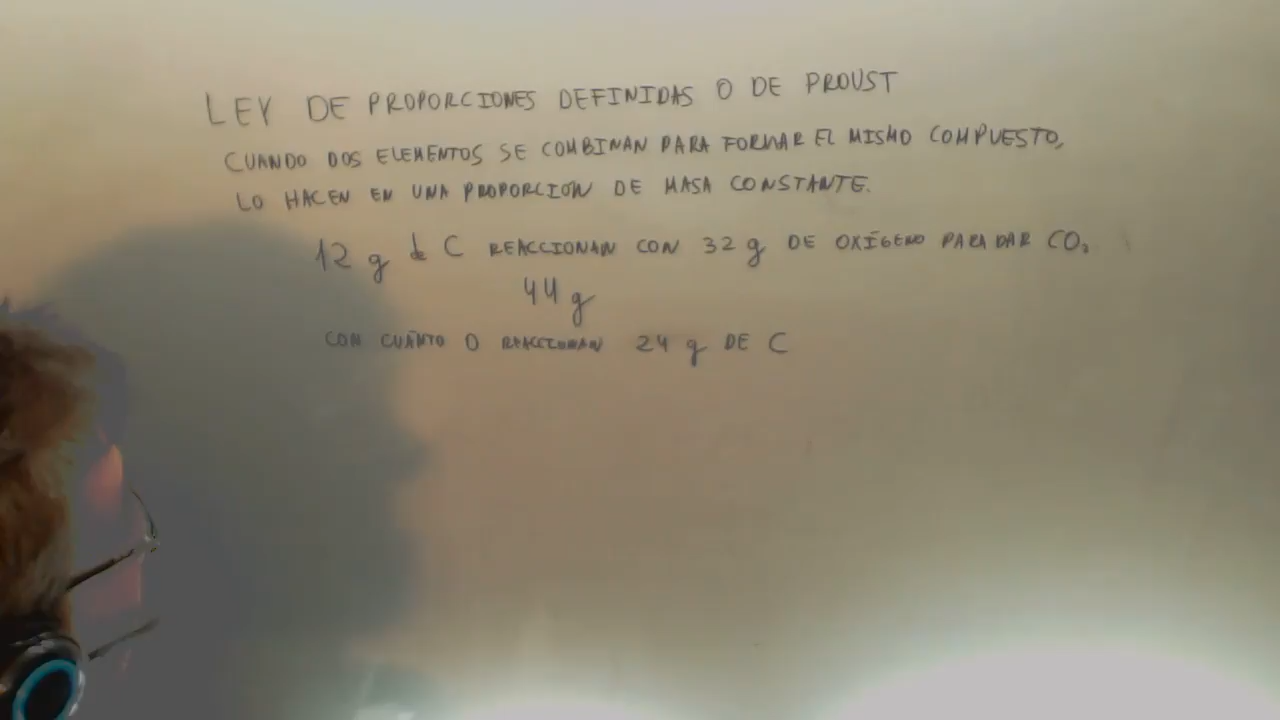 LEY DE PROPORCIONES DEFINIDAS O DE PROUST
CUANDO DOS ELEMENTOS SE COMBINAN PARA FORMAR EL MISMO COMPUESTO,
LO HACEN EN UNA PROPORCION DE MASA CONSTANTE.
12 g de C REACCIONAN CON 32 g DE OXÍGENO PARA DAR CO₂
44 g
CON CUÁNTO O REACCIONAN 24 g DE C